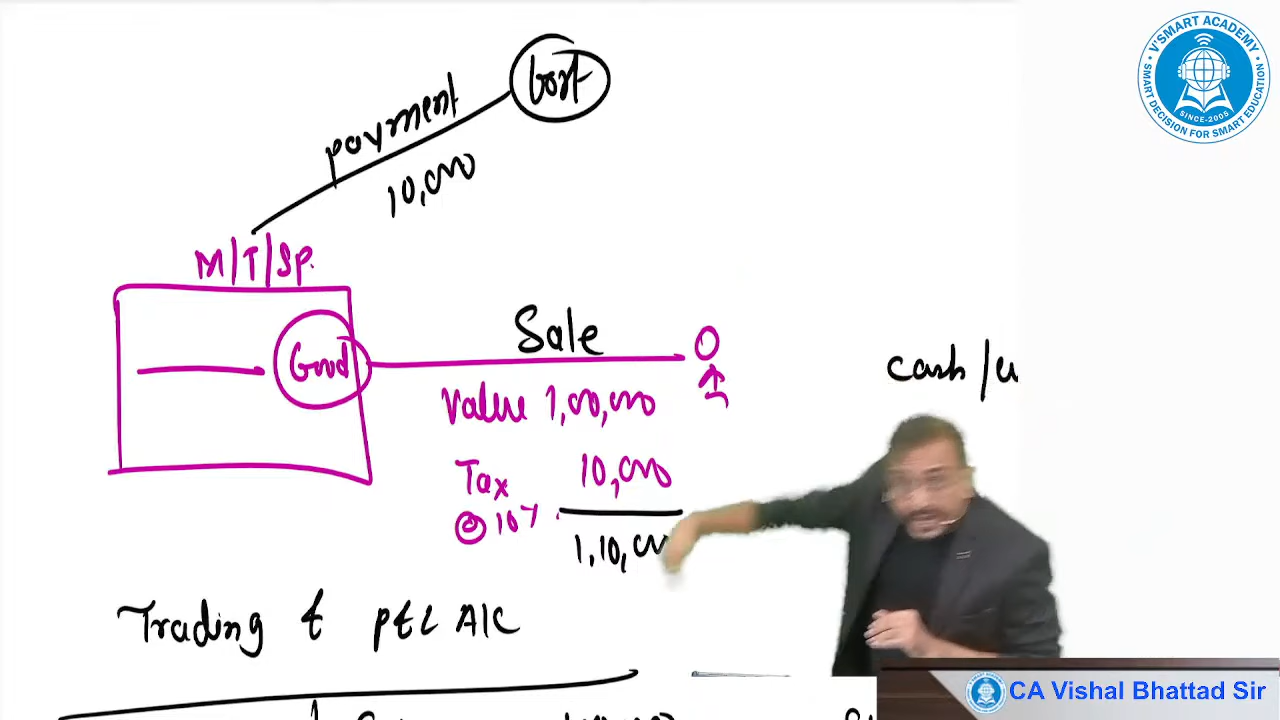 V'SMART ACADEMY
SMART DECISION FOR SMART EDUCATION
SINCE-2005
Govt
payment
10,000
M/T/SP.
Good
Sale
Value 1,00,000
Tax 10,000
@ 10%
1,10,00
cash/
Trading & P&L A/C
CA Vishal Bhattad Sir